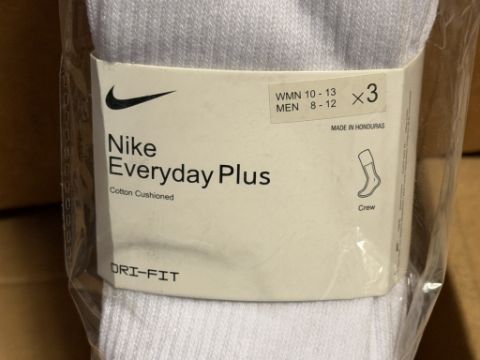 WMN 10 - 13
MEN 8 - 12
×3
MADE IN HONDURAS
Nike
Everyday Plus
Cotton Cushioned
Crew
DRI-FIT